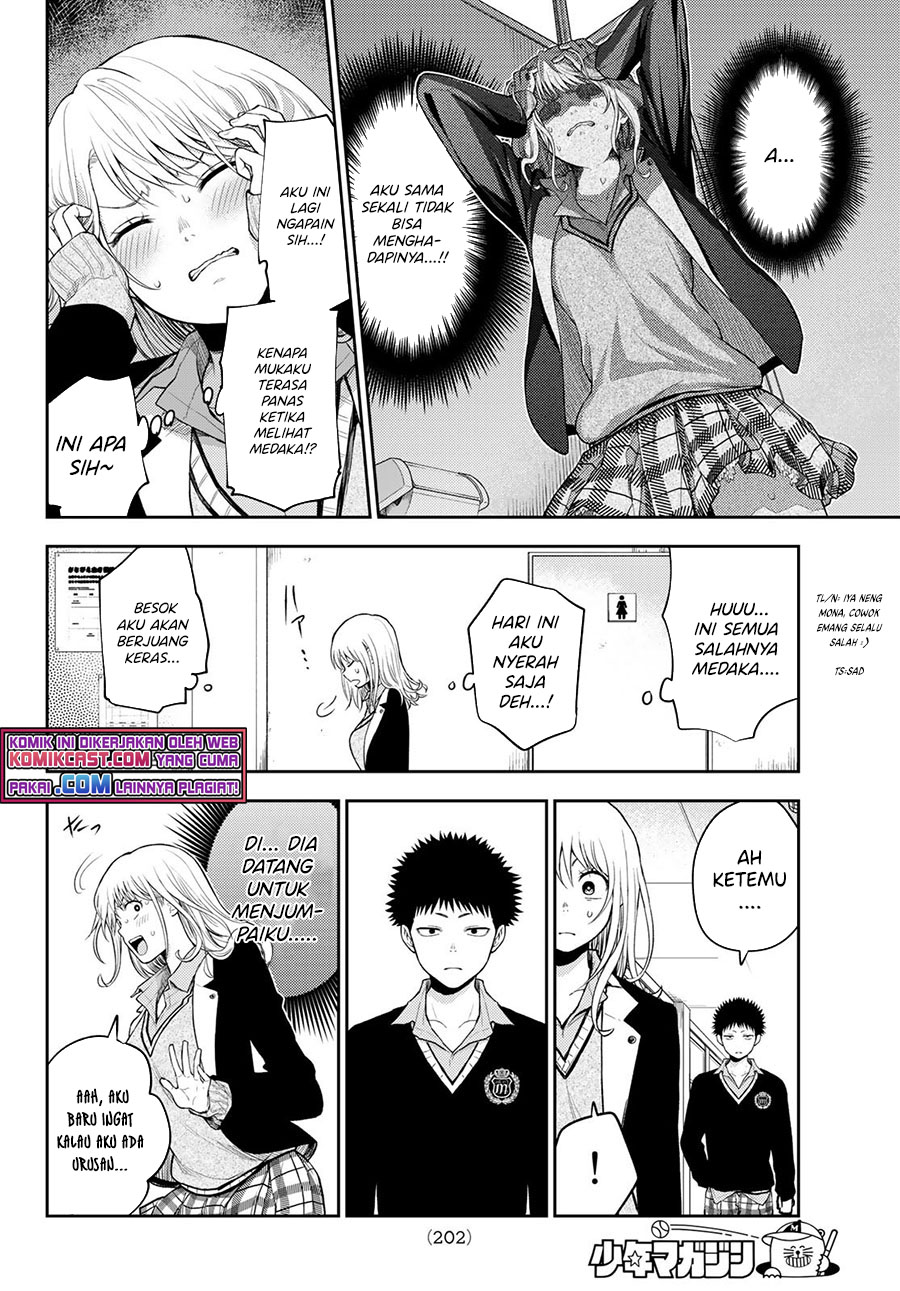 A...
AKU SAMA
SEKALI TIDAK
BISA
MENGHA-
DAPINYA...!!
AKU INI
LAGI
NGAPAIN
SIH...!
KENAPA
MUKAKU
TERASA
PANAS
KETIKA
MELIHAT
MEDAKA!?
INI APA
SIH~
TL/N: IYA NENG
MONA, COWOK
EMANG SELALU
SALAH :)
TS:SAD
HUUU...
INI SEMUA
SALAHNYA
MEDAKA....
HARI INI
AKU
NYERAH
SAJA
DEH...!
BESOK
AKU AKAN
BERJUANG
KERAS...
KOMIK INI DIKERJAKAN OLEH WEB
KOMIKCAST.COM YANG CUMA
PAKAI .COM LAINNYA PLAGIAT!
AH
KETEMU
....
!
m
DI... DIA
DATANG
UNTUK
MENJUM-
PAIKU.....
ギくっ
AAH, AKU
BARU INGAT
KALAU AKU ADA
URUSAN...
(202)
少年マガジン
M